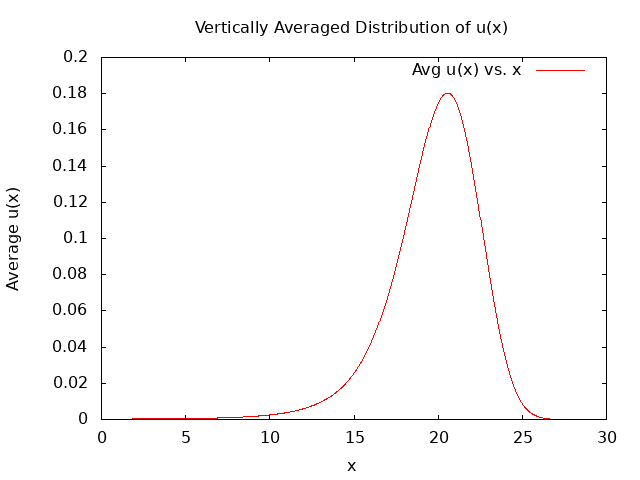 Vertically Averaged Distribution of u(x)
Avg u(x) vs. x
0.2
0.18
0.16
0.14
0.12
0.1
0.08
0.06
0.04
0.02
0
Average u(x)
0 5 10 15 20 25 30
x